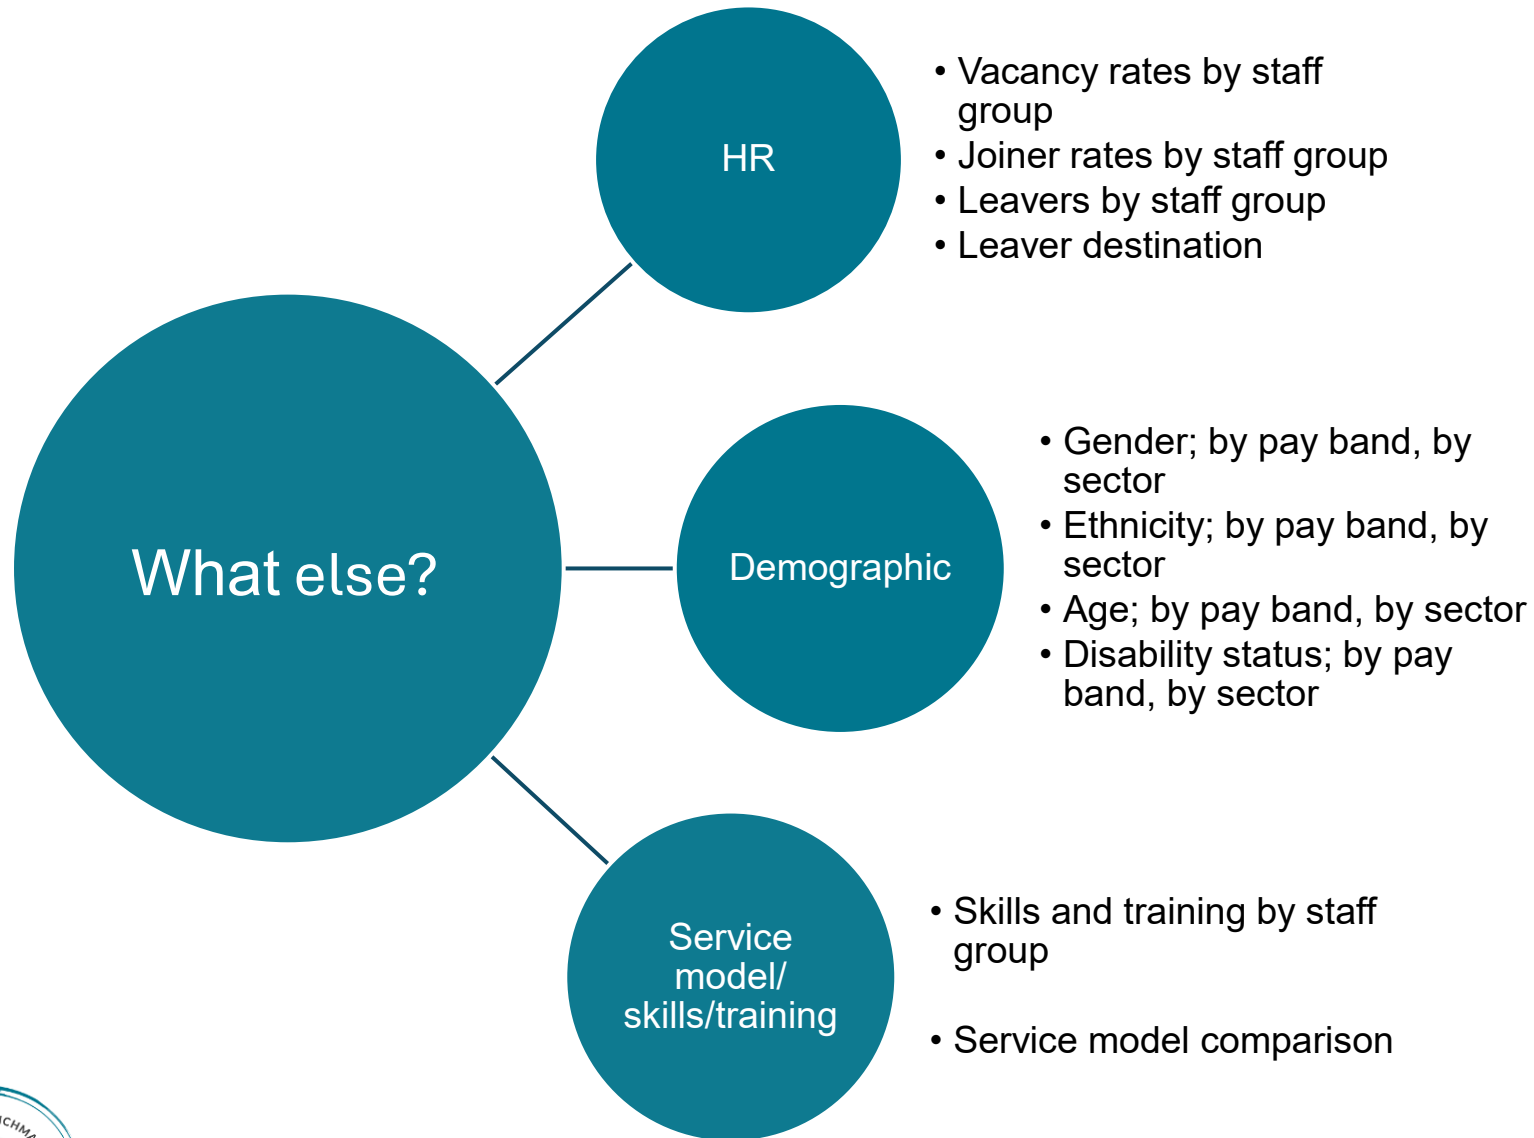 HR
• Vacancy rates by staff
group
• Joiner rates by staff group
• Leavers by staff group
• Leaver destination
What else?
Demographic
• Gender; by pay band, by
sector
• Ethnicity; by pay band, by
sector
• Age; by pay band, by sector
• Disability status; by pay
band, by sector
Service
model/
skills/training
• Skills and training by staff
group
• Service model comparison